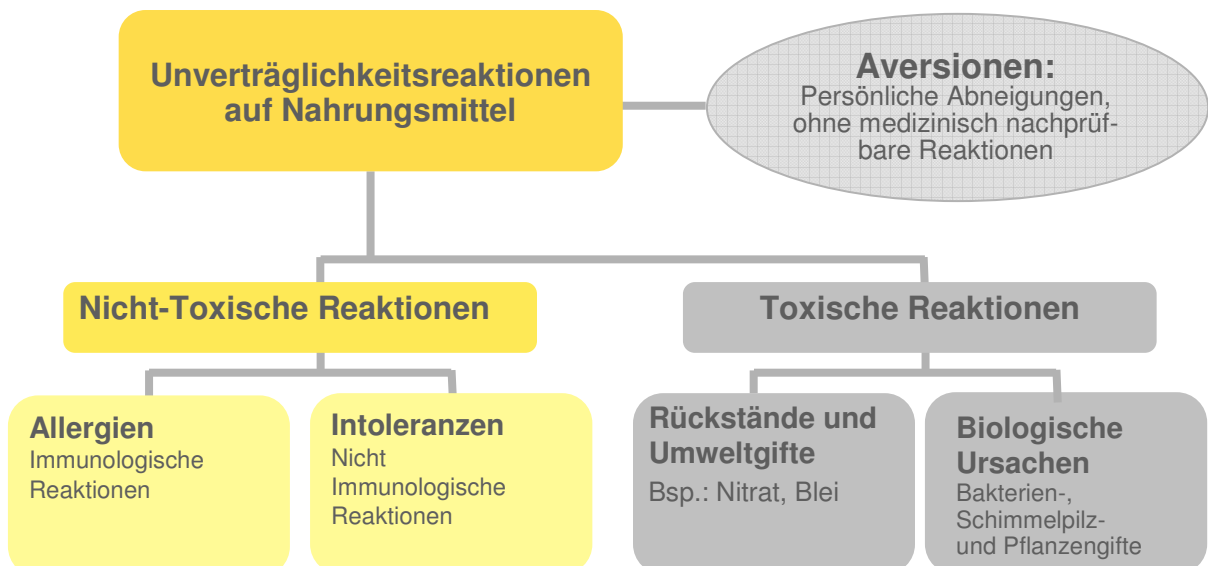 Unverträglichkeitsreaktionen
auf Nahrungsmittel
Aversionen:
Persönliche Abneigungen,
ohne medizinisch nachprüf-
bare Reaktionen
Nicht-Toxische Reaktionen
Toxische Reaktionen
Allergien
Immunologische
Reaktionen
Intoleranzen
Nicht
Immunologische
Reaktionen
Rückstände und
Umweltgifte
Bsp.: Nitrat, Blei
Biologische
Ursachen
Bakterien-,
Schimmelpilz-
und Pflanzengifte